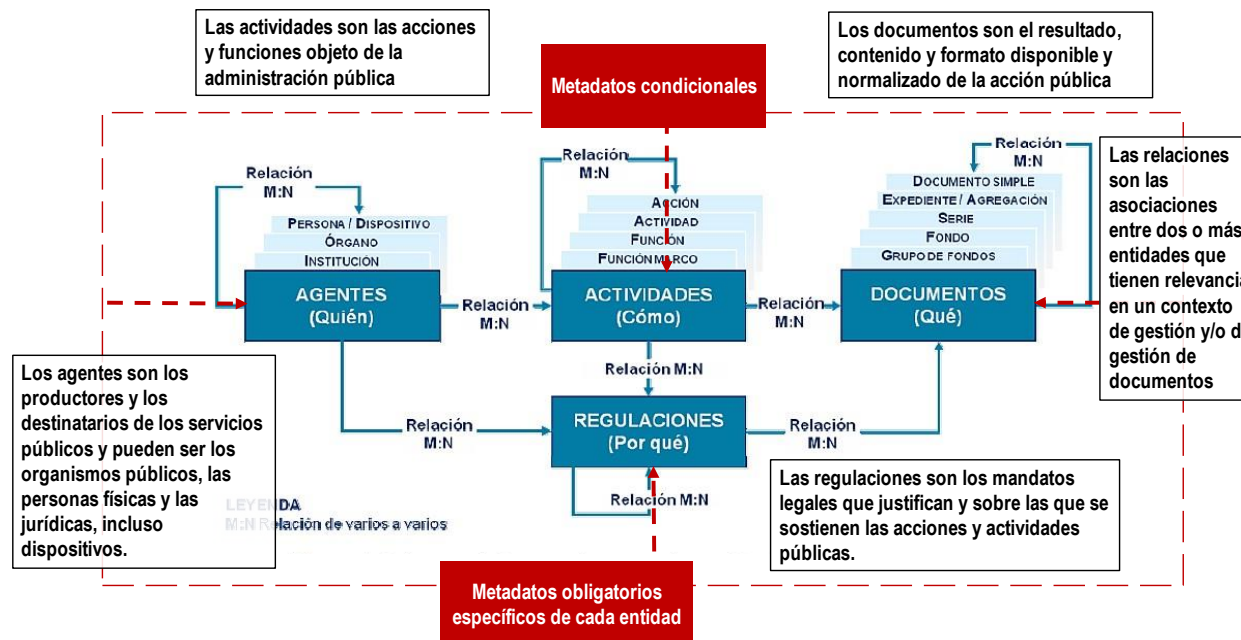 Las actividades son las acciones
y funciones objeto de la
administración pública
Metadatos condicionales
Los documentos son el resultado,
contenido y formato disponible y
normalizado de la acción pública
Relación
M:N
PERSONA / DISPOSITIVO
ÓRGANO
INSTITUCIÓN
AGENTES
(Quién)
Relación
M:N
Relación
M:N
ACCIÓN
ACTIVIDAD
FUNCIÓN
FUNCIÓN MARCO
ACTIVIDADES
(Cómo)
Relación
M:N
Relación
M:N
DOCUMENTO SIMPLE
EXPEDIENTE / AGREGACIÓN
SERIE
FONDO
GRUPO DE FONDOS
DOCUMENTOS
(Qué)
Las relaciones
son las
asociaciones
entre dos o más
entidades que
tienen relevancia
en un contexto
de gestión y/o d
gestión de
documentos
Los agentes son los
productores y los
destinatarios de los servicios
públicos y pueden ser los
organismos públicos, las
personas físicas y las
jurídicas, incluso
dispositivos.
Relación M:N
Relación
M:N
REGULACIONES
(Por qué)
Relación
M:N
Relación M:N
LEYENDA
M:N Relación de varios a varios
Las regulaciones son los mandatos
legales que justifican y sobre las que se
sostienen las acciones y actividades
públicas.
Metadatos obligatorios
específicos de cada entidad